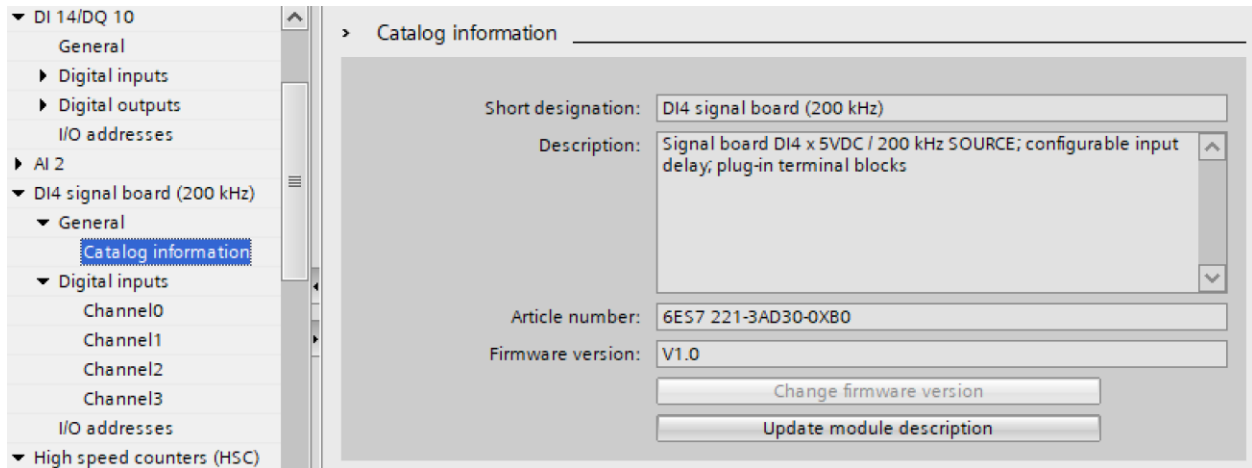 DI 14/DQ 10
General
Digital inputs
Digital outputs
I/O addresses
AI 2
DI4 signal board (200 kHz)
General
Catalog information
Digital inputs
Channel0
Channel1
Channel2
Channel3
I/O addresses
High speed counters (HSC)
Catalog information
Short designation: DI4 signal board (200 kHz)
Description: Signal board DI4 x 5VDC / 200 kHz SOURCE; configurable input
delay; plug-in terminal blocks
Article number: 6ES7 221-3AD30-0XB0
Firmware version: V1.0
Change firmware version
Update module description